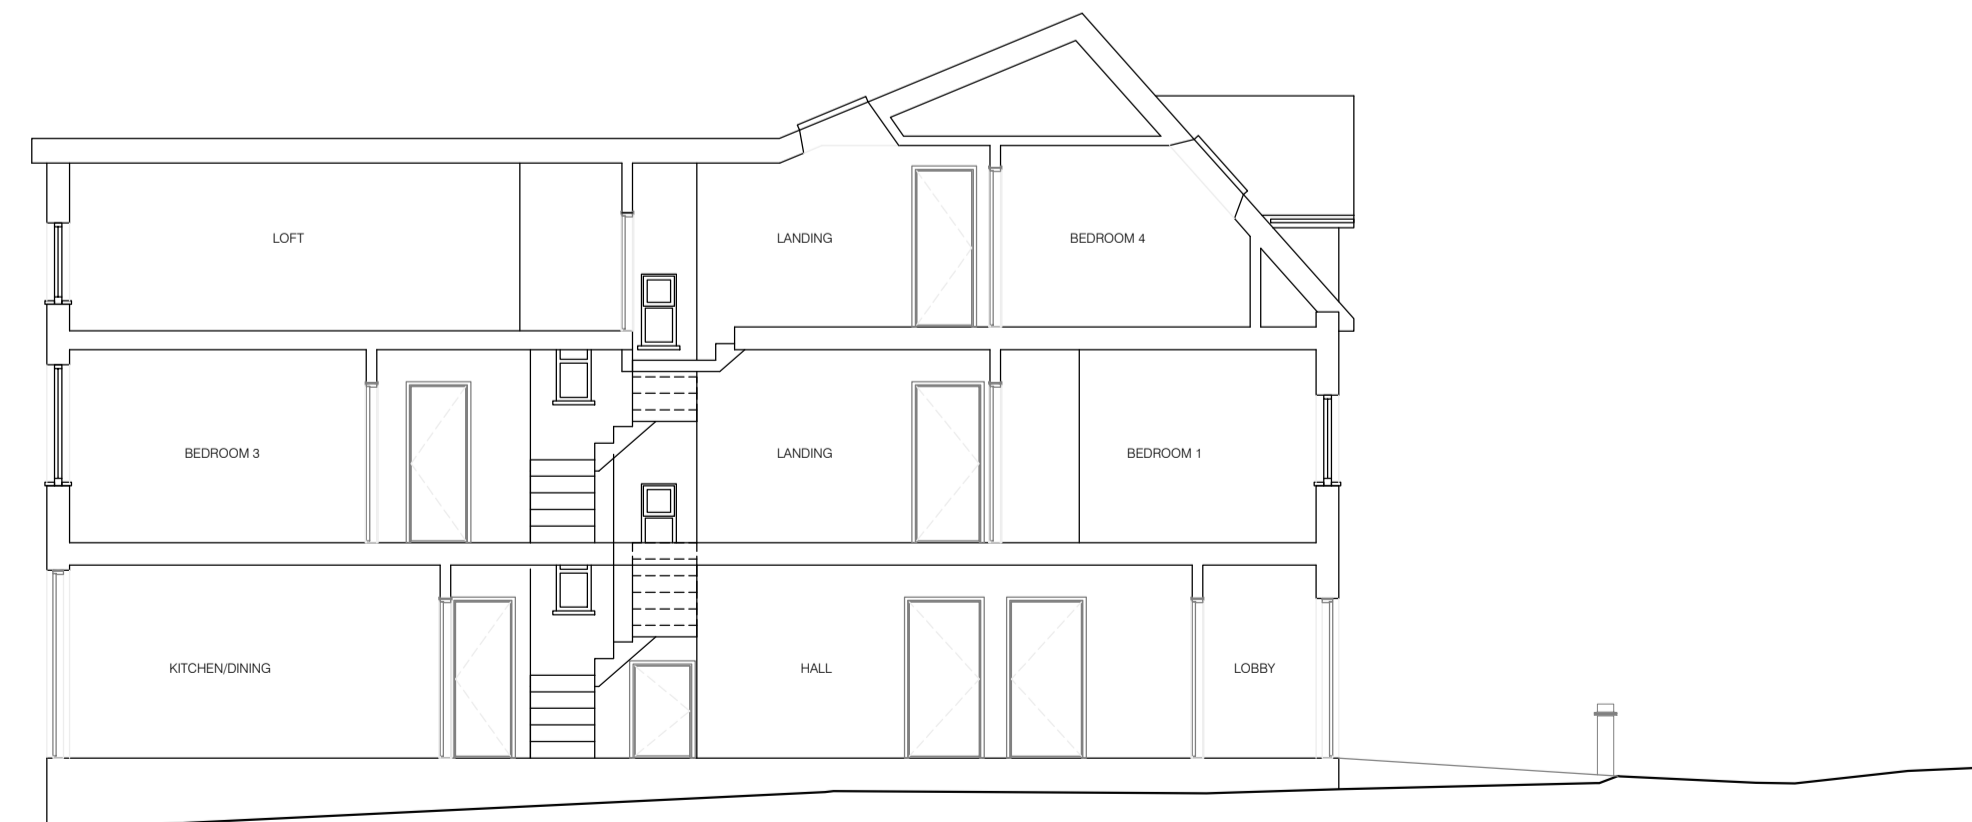 LOFT
LANDING
BEDROOM 4
BEDROOM 3
LANDING
BEDROOM 1
KITCHEN/DINING
HALL
LOBBY